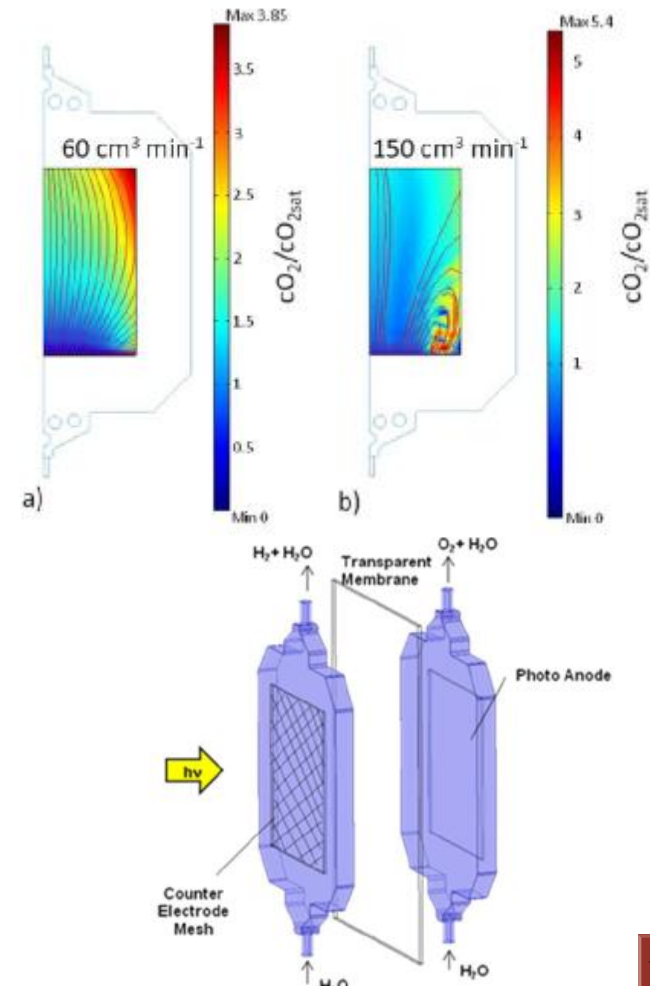 Max 3.85
3.5
3
2.5
2
1.5
1
0.5
Min 0
60 cm³ min⁻¹
cO₂/cO₂sat
a)
Max 5.4
5
4
3
2
1
Min 0
150 cm³ min⁻¹
cO₂/cO₂sat
b)
H₂+ H₂O
Transparent
Membrane
O₂+ H₂O
Photo Anode
hν
Counter
Electrode
Mesh
H₂O
H₂O